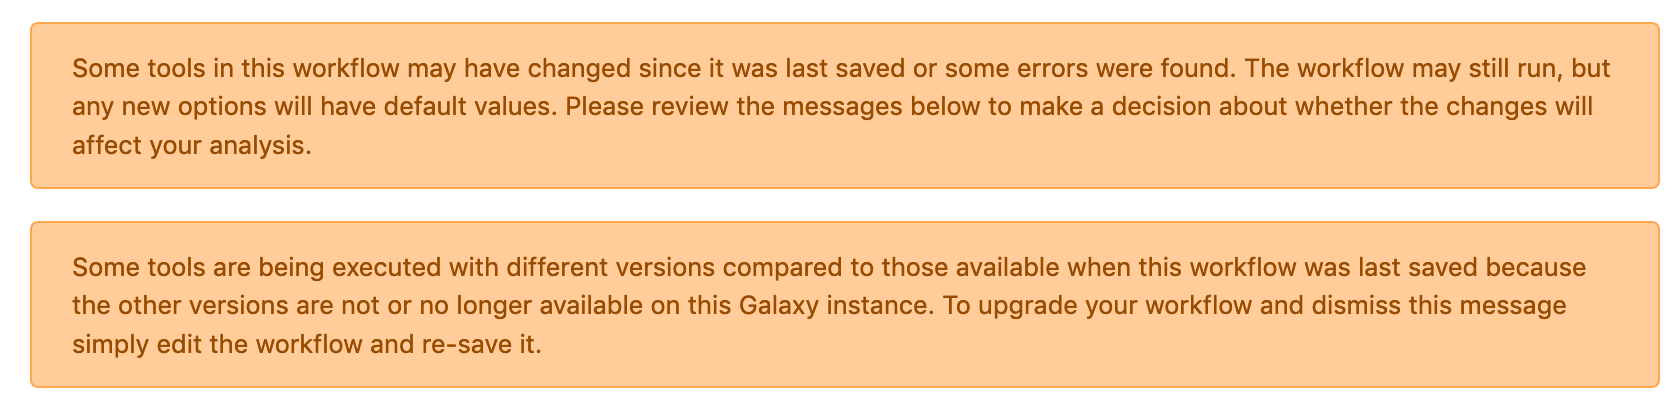 Some tools in this workflow may have changed since it was last saved or some errors were found. The workflow may still run, but
any new options will have default values. Please review the messages below to make a decision about whether the changes will
affect your analysis.
Some tools are being executed with different versions compared to those available when this workflow was last saved because
the other versions are not or no longer available on this Galaxy instance. To upgrade your workflow and dismiss this message
simply edit the workflow and re-save it.